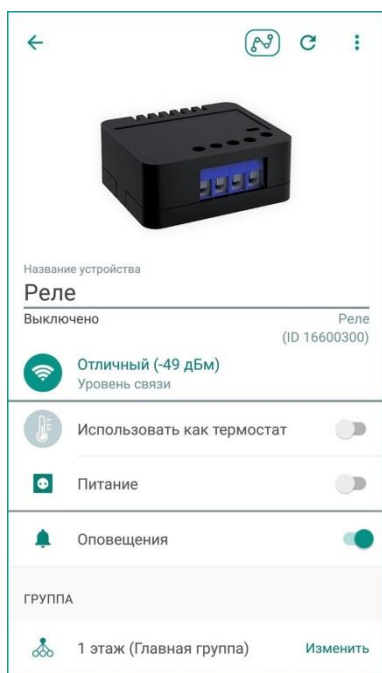 Название устройства
Реле
Выключено
Реле
(ID 16600300)
Отличный (-49 дБм)
Уровень связи
Использовать как термостат
Питание
Оповещения
ГРУППА
1 этаж (Главная группа) Изменить